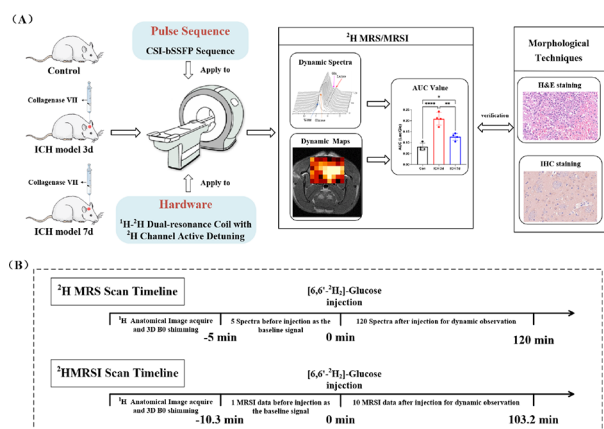 (A)
Control
Collagenase VII
ICH model 3d
Collagenase VII
ICH model 7d
Pulse Sequence
CSI-bSSFP Sequence
Apply to
Apply to
Hardware
¹H-²H Dual-resonance Coil with
²H Channel Active Detuning
²H MRS/MRSI
Dynamic Spectra
Dynamic Maps
AUC Value
verification
Morphological
Techniques
H&E staining
IHC staining
(B)
²H MRS Scan Timeline
[6,6'-²H₂]-Glucose
injection
¹H Anatomical Image acquire
and 3D B0 shimming
5 Spectra before injection as the
baseline signal
120 Spectra after injection for dynamic observation
-5 min
0 min
120 min
²HMRSI Scan Timeline
[6,6'-²H₂]-Glucose
injection
¹H Anatomical Image acquire
and 3D B0 shimming
1 MRSI data before injection as
the baseline signal
10 MRSI data after injection for dynamic observation
-10.3 min
0 min
103.2 min